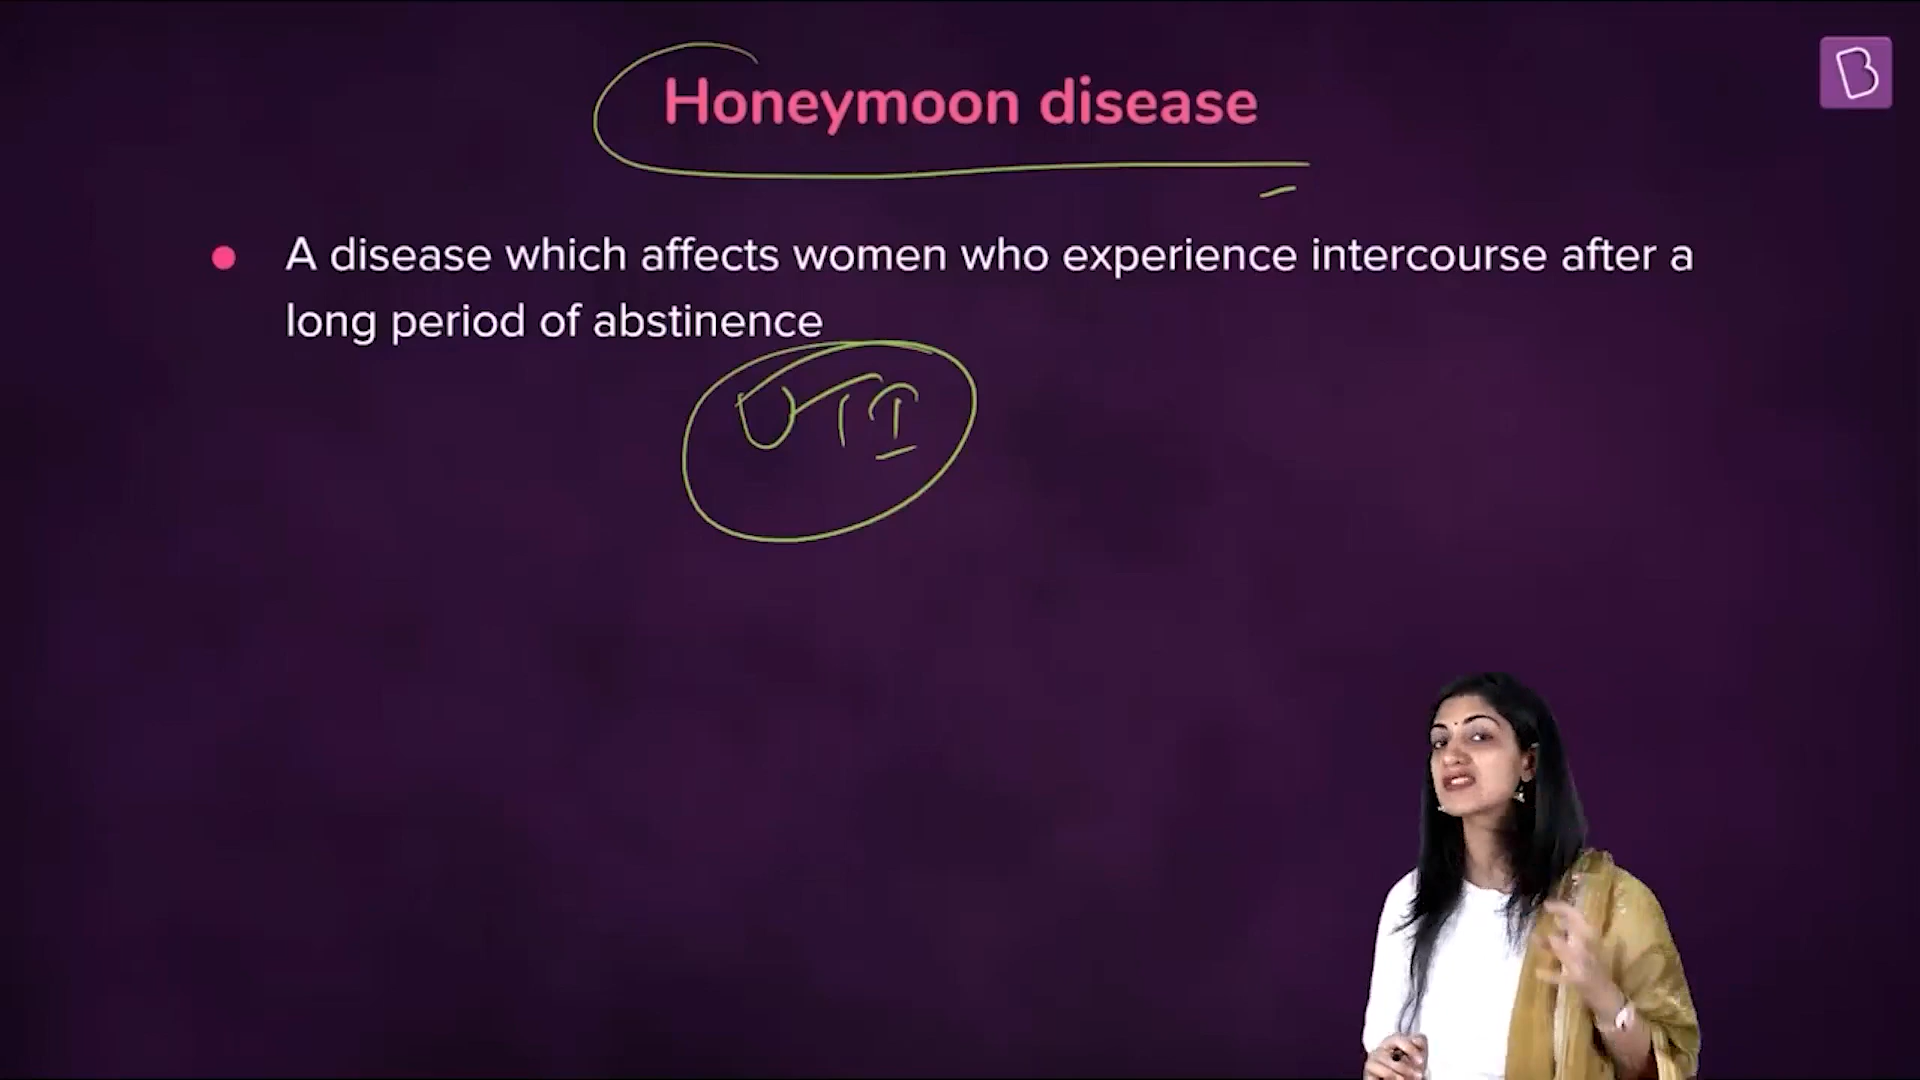 Honeymoon disease
A disease which affects women who experience intercourse after a
long period of abstinence
UTI
B